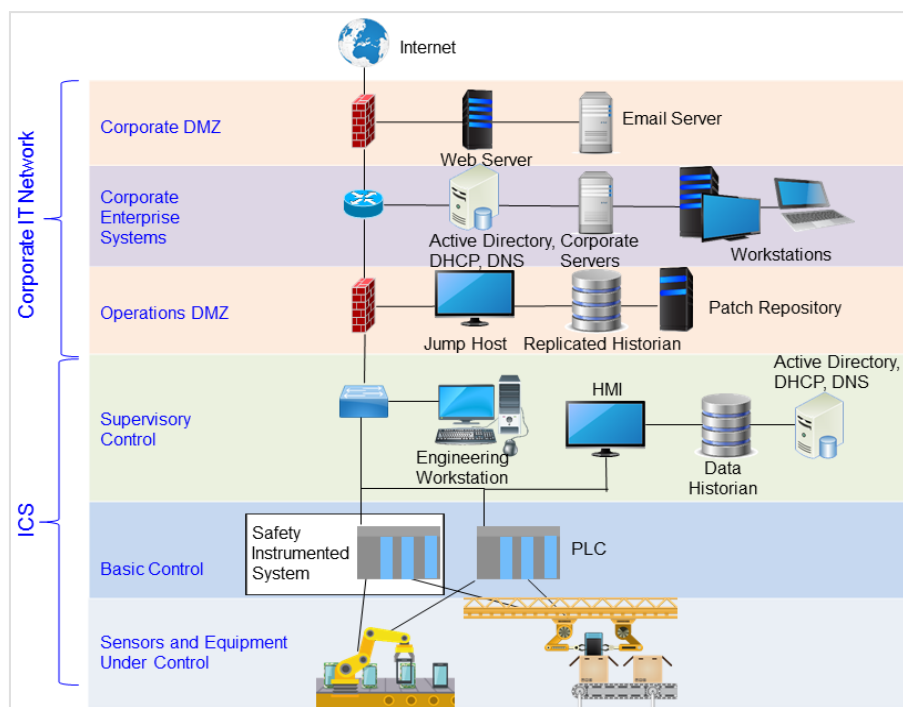 Internet
Corporate IT Network
Corporate DMZ
Web Server
Email Server
Corporate
Enterprise
Systems
Active Directory,
DHCP, DNS
Corporate
Servers
Workstations
Operations DMZ
Jump Host
Replicated Historian
Patch Repository
ICS
Supervisory
Control
Engineering
Workstation
HMI
Data
Historian
Active Directory,
DHCP, DNS
Basic Control
Safety
Instrumented
System
PLC
Sensors and Equipment
Under Control